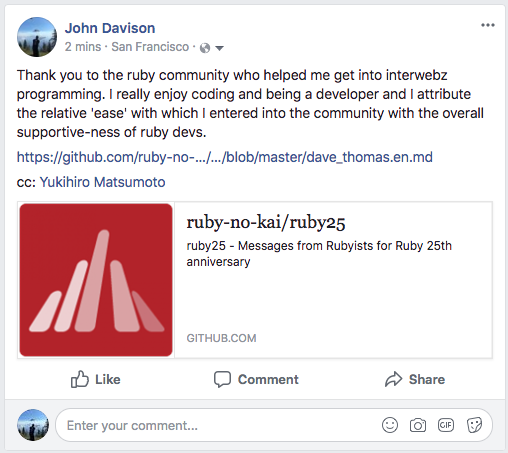 John Davison
2 mins · San Francisco ·
Thank you to the ruby community who helped me get into interwebz
programming. I really enjoy coding and being a developer and I attribute
the relative 'ease' with which I entered into the community with the overall
supportive-ness of ruby devs.
https://github.com/ruby-no-.../.../blob/master/dave_thomas.en.md
cc: Yukihiro Matsumoto
ruby-no-kai/ruby25
ruby25 - Messages from Rubyists for Ruby 25th
anniversary
GITHUB.COM
Like Comment Share
Enter your comment... GIF